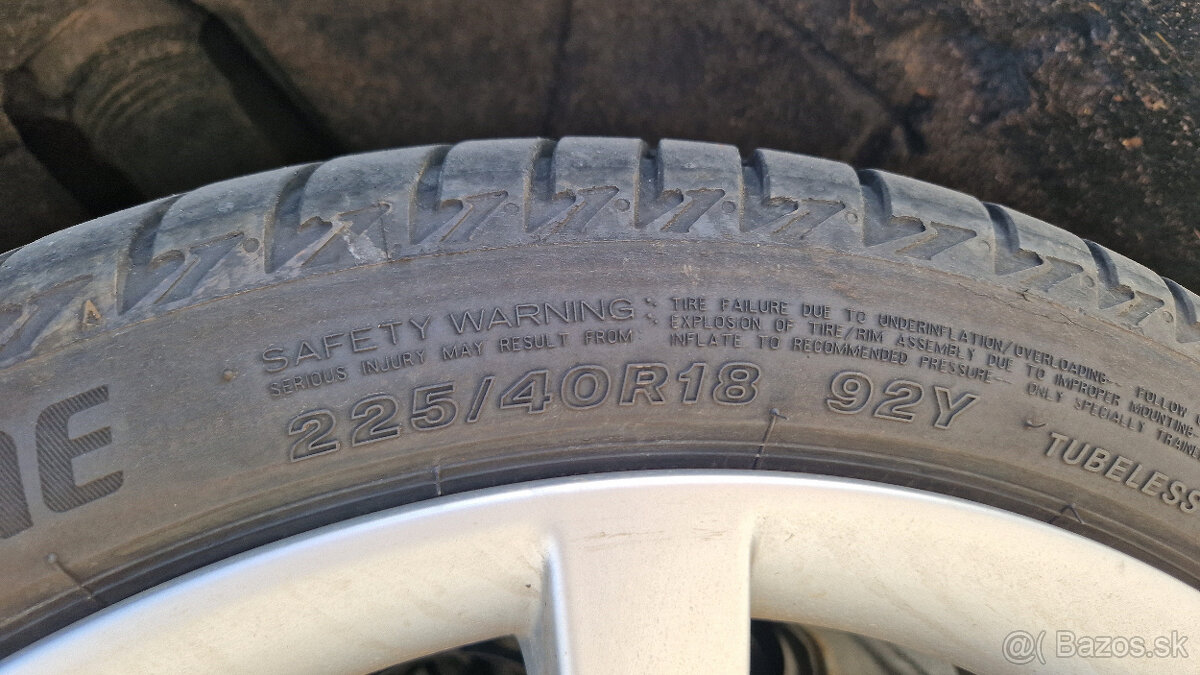 SAFETY WARNING
SERIOUS INJURY MAY RESULT FROM
TIRE FAILURE DUE TO UNDERINFLATION/OVERLOADING— FOLLOW
EXPLOSION OF TIRE/RIM ASSEMBLY DUE TO IMPROPER MOUNTING
INFLATE TO RECOMMENDED PRESSURE— ONLY SPECIALLY
225/40R18 92Y
TUBELESS
@( Bazos.sk